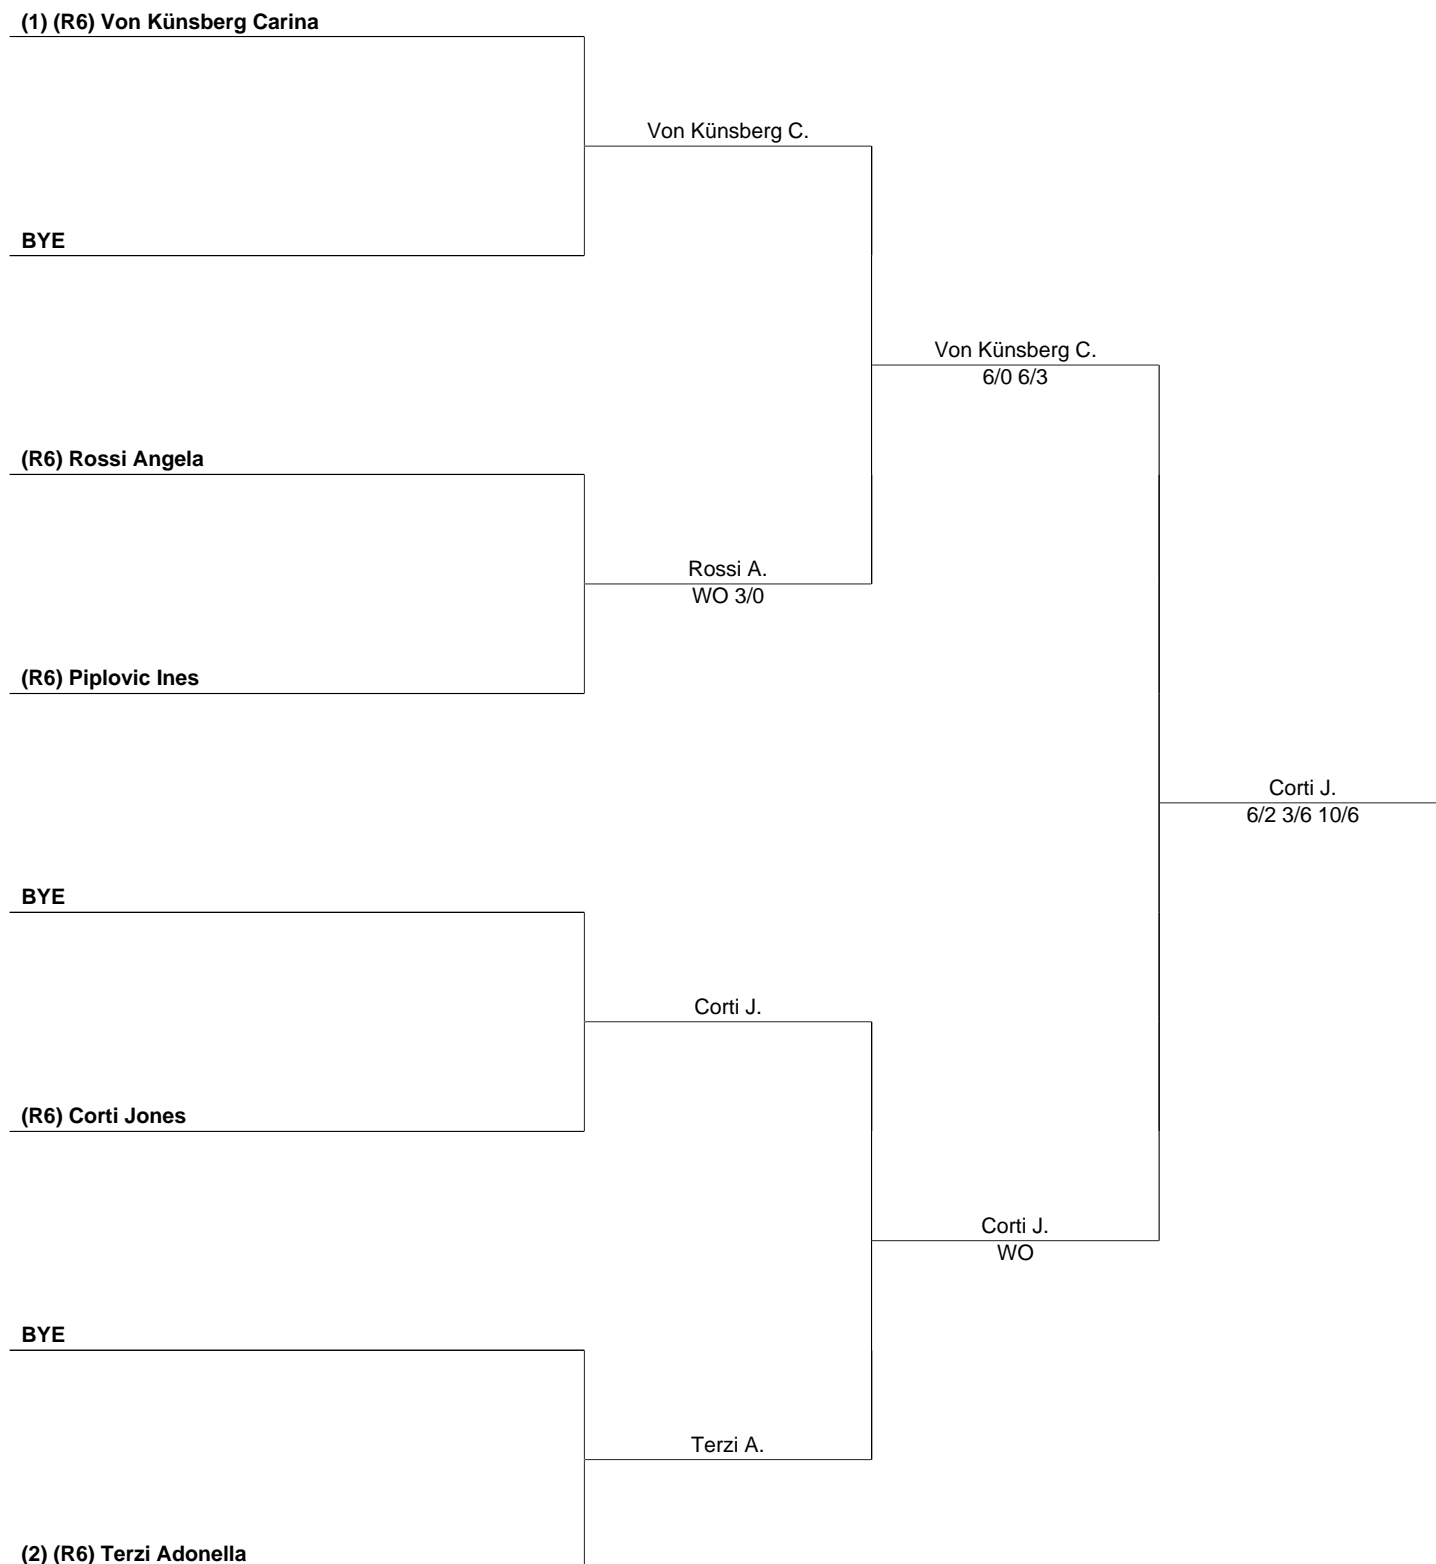 (1) (R6) Von Künsberg Carina
Von Künsberg C.
BYE
Von Künsberg C.
6/0 6/3
(R6) Rossi Angela
Rossi A.
WO 3/0
(R6) Piplovic Ines
Corti J.
6/2 3/6 10/6
BYE
Corti J.
(R6) Corti Jones
Corti J.
WO
BYE
Terzi A.
(2) (R6) Terzi Adonella